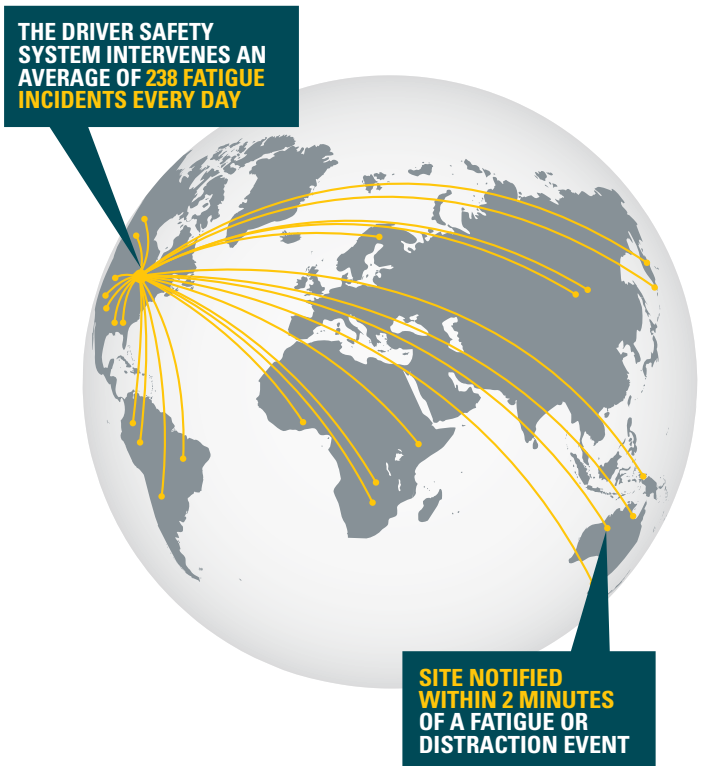 THE DRIVER SAFETY
SYSTEM INTERVENES AN
AVERAGE OF 238 FATIGUE
INCIDENTS EVERY DAY
SITE NOTIFIED
WITHIN 2 MINUTES
OF A FATIGUE OR
DISTRACTION EVENT